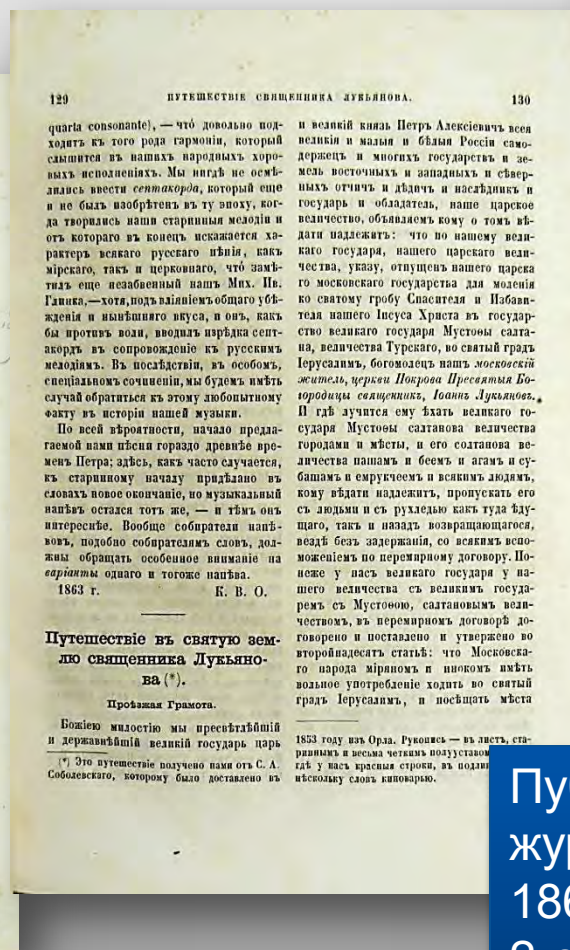 129
ПУТЕШЕСТВІЕ СВЯЩЕННИКА ЛУКЬЯНОВА.
130
quarta consonante), — чтó довольно под-
ходитъ къ того рода гармоніи, который
слышится въ нашихъ народныхъ хоро-
выхъ исполненіяхъ. Мы нигдѣ не осмѣ-
лились ввести септакорда, который еще
и не былъ изобрѣтенъ въ ту эпоху, ког-
да творились наши старинныя мелодіи и
отъ котораго въ конецъ искажается ха-
рактеръ всякаго русскаго пѣнія, какъ
мірскаго, такъ и церковнаго, чтó замѣ-
тилъ еще незабвенный нашъ Мих. Ив.
Глинка,—хотя, подъ вліяніемъ общаго убѣ-
жденія и нынѣшняго вкуса, и онъ, какъ
бы противъ воли, вводилъ изрѣдка септ-
акордъ въ сопровожденіе къ русскимъ
мелодіямъ. Въ послѣдствіи, въ особомъ,
спеціальномъ сочиненіи, мы будемъ имѣть
случай обратиться къ этому любопытному
факту въ исторіи нашей музыки.
По всей вѣроятности, начало предла-
гаемой нами пѣсни гораздо древнѣе вре-
менъ Петра; здѣсь, какъ часто случается,
къ старинному началу придѣлано въ
словахъ новое окончаніе, но музыкальный
напѣвъ остался тотъ же, — и тѣмъ онъ
интереснѣе. Вообще собиратели напѣ-
вовъ, подобно собирателямъ словъ, дол-
жны обращать особенное вниманіе на
варіанты однаго и тогоже напѣва.
1863 г. К. В. О.
Путешествіе въ святую зем-
лю священника Лукьяно-
ва (*).
Проѣзжая Грамота.
Божіею милостію мы пресвѣтлѣйшій
и державнѣйшій великій государь царь
(*) Это путешествіе получено нами отъ С. А.
Соболевскаго, которому было доставлено въ
и великій князь Петръ Алексіевичъ всея
великія и малыя и бѣлыя Россіи само-
держецъ и многихъ государствъ и зе-
мель восточныхъ и западныхъ и сѣвер-
ныхъ отчичъ и дѣдичъ и наслѣдникъ и
государь и обладатель, наше царское
величество, объявляемъ кому о томъ вѣ-
дати надлежитъ: что по нашему вели-
каго государя, нашего царскаго вели-
чества, указу, отпущенъ нашего царска
го московскаго государства для моленія
ко святому гробу Спасителя и Избави-
теля нашего Іисуса Христа въ государ-
ство великаго государя Мустоѳы салта-
на, величества Турскаго, во святый градъ
Іерусалимъ, богомолецъ нашъ московскій
житель, церкви Покрова Пресвятыя Бо-
городицы священникъ, Іоаннъ Лукьяновъ.
И гдѣ лучится ему ѣхать великаго го-
сударя Мустоѳы салтанова величества
городами и мѣсты, и его солтанова ве-
личества пашамъ и беемъ и агамъ и су-
башамъ и емрукчеемъ и всякимъ людямъ,
кому вѣдати надлежитъ, пропускать его
съ людьми и съ рухледью какъ туда ѣду-
щаго, такъ и назадъ возвращающагося,
вездѣ безъ задержанія, со всякимъ вспо-
моженіемъ по перемирному договору. По-
неже у насъ великаго государя у на-
шего величества съ великимъ госуда-
ремъ съ Мустоѳою, салтановымъ вели-
чествомъ, въ перемирномъ договорѣ до-
говорено и поставлено и утвержено во
второйнадесять статьѣ: что Московска-
го народа міряномъ и инокомъ имѣть
вольное употребленіе ходить во святый
градъ Іерусалимъ, и посѣщать мѣста
1853 году изъ Орла. Рукопись — въ листъ, ста-
риннымъ и весьма четкимъ полууставом
гдѣ у насъ красныя строки, въ подлин
нѣсколько словъ киноварью.
Пу
жур
186